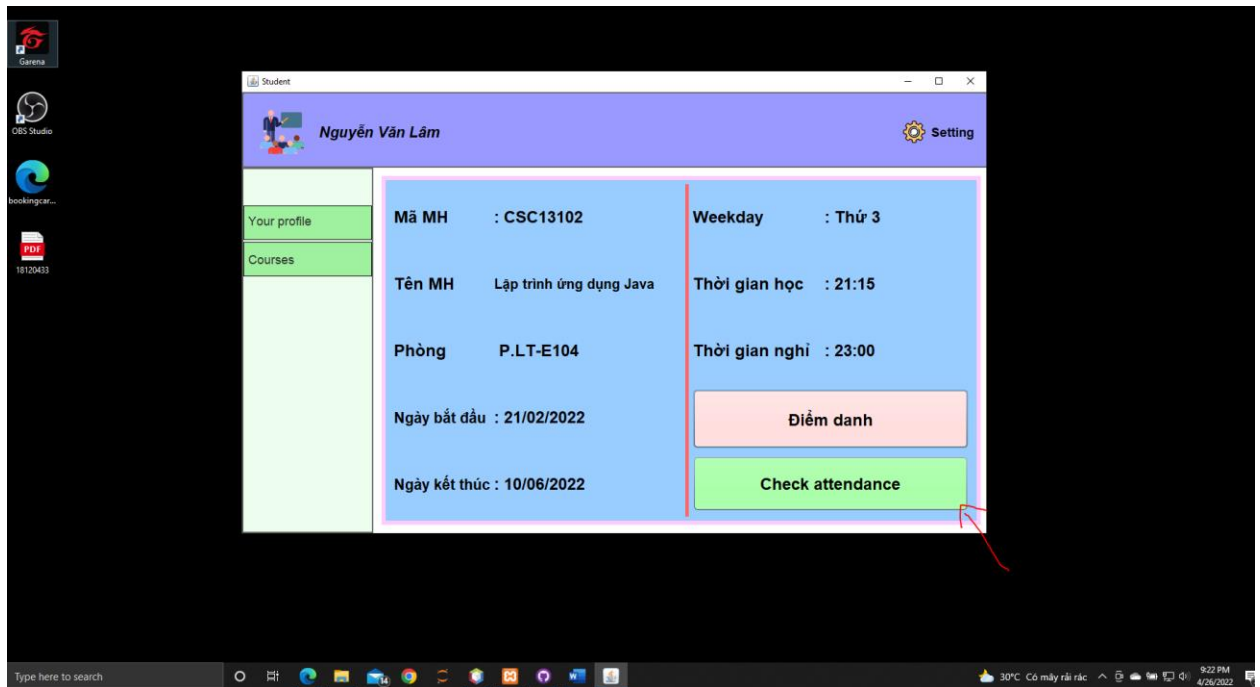 Garena
OBS Studio
bookingcar...
PDF
18120433
Student
Nguyễn Văn Lâm
Setting
Your profile
Courses
Mã MH : CSC13102
Tên MH Lập trình ứng dụng Java
Phòng P.LT-E104
Ngày bắt đầu : 21/02/2022
Ngày kết thúc : 10/06/2022
Weekday : Thứ 3
Thời gian học : 21:15
Thời gian nghỉ : 23:00
Điểm danh
Check attendance
Type here to search
14
30°C Có mây rải rác
9:22 PM
4/26/2022